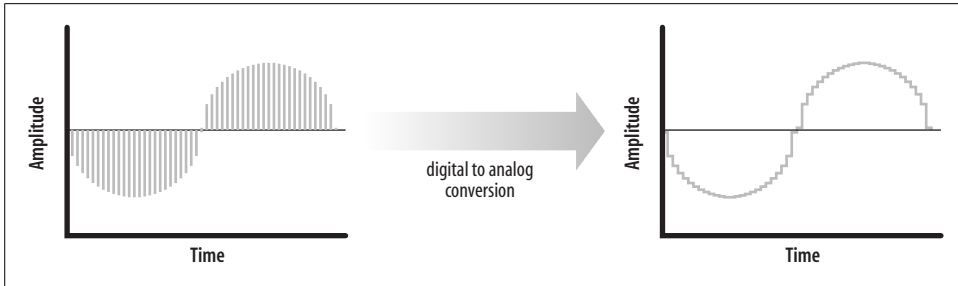 Amplitude
Time
digital to analog
conversion
Amplitude
Time